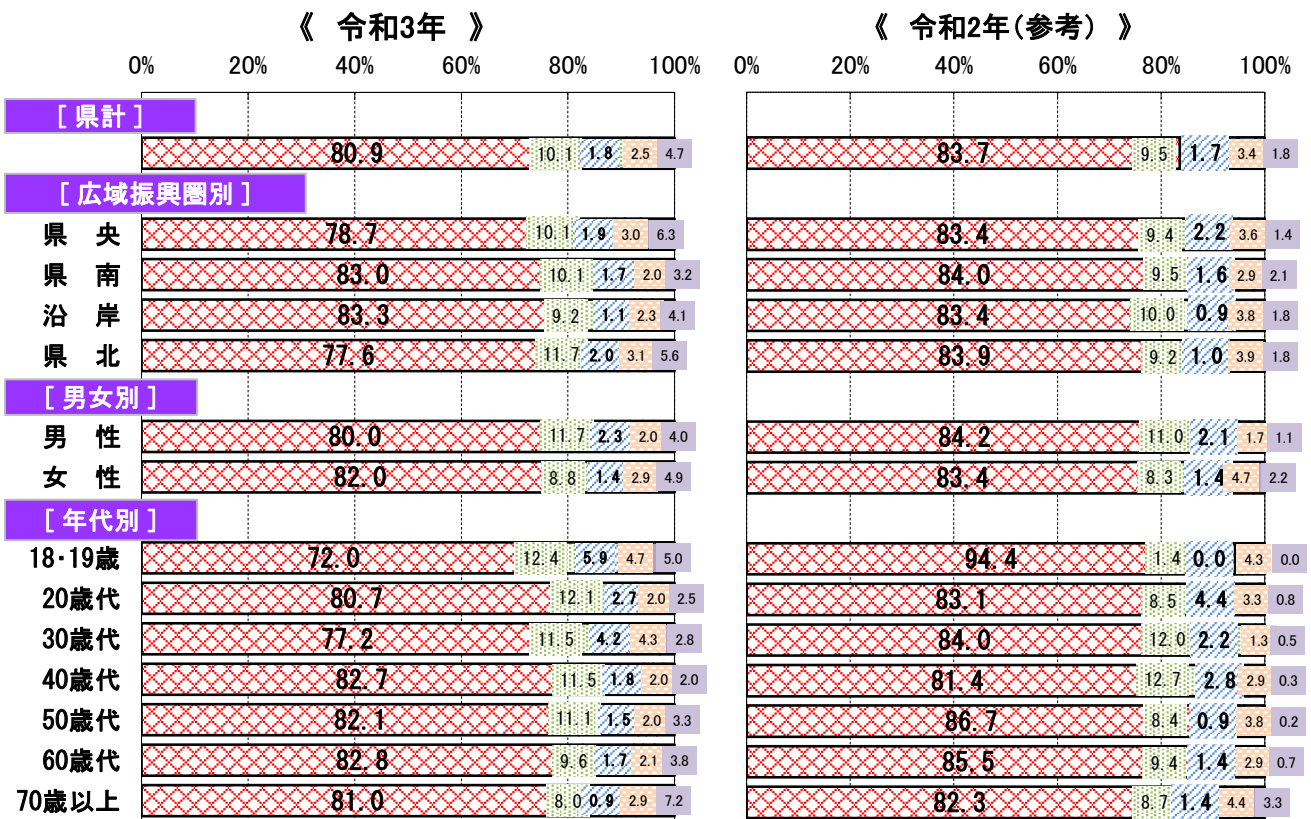 《 令和3年 》 《 令和2年(参考) 》
0% 20% 40% 60% 80% 100% 0% 20% 40% 60% 80% 100%
[ 県計 ]
80.9 10.1 1.8 2.5 4.7 83.7 9.5 1.7 3.4 1.8
[ 広域振興圏別 ]
県 央 78.7 10.1 1.9 3.0 6.3 83.4 9.4 2.2 3.6 1.4
県 南 83.0 10.1 1.7 2.0 3.2 84.0 9.5 1.6 2.9 2.1
沿 岸 83.3 9.2 1.1 2.3 4.1 83.4 10.0 0.9 3.8 1.8
県 北 77.6 11.7 2.0 3.1 5.6 83.9 9.2 1.0 3.9 1.8
[ 男女別 ]
男 性 80.0 11.7 2.3 2.0 4.0 84.2 11.0 2.1 1.7 1.1
女 性 82.0 8.8 1.4 2.9 4.9 83.4 8.3 1.4 4.7 2.2
[ 年代別 ]
18・19歳 72.0 12.4 5.9 4.7 5.0 94.4 1.4 0.0 4.3 0.0
20歳代 80.7 12.1 2.7 2.0 2.5 83.1 8.5 4.4 3.3 0.8
30歳代 77.2 11.5 4.2 4.3 2.8 84.0 12.0 2.2 1.3 0.5
40歳代 82.7 11.5 1.8 2.0 2.0 81.4 12.7 2.8 2.9 0.3
50歳代 82.1 11.1 1.5 2.0 3.3 86.7 8.4 0.9 3.8 0.2
60歳代 82.8 9.6 1.7 2.1 3.8 85.5 9.4 1.4 2.9 0.7
70歳以上 81.0 8.0 0.9 2.9 7.2 82.3 8.7 1.4 4.4 3.3